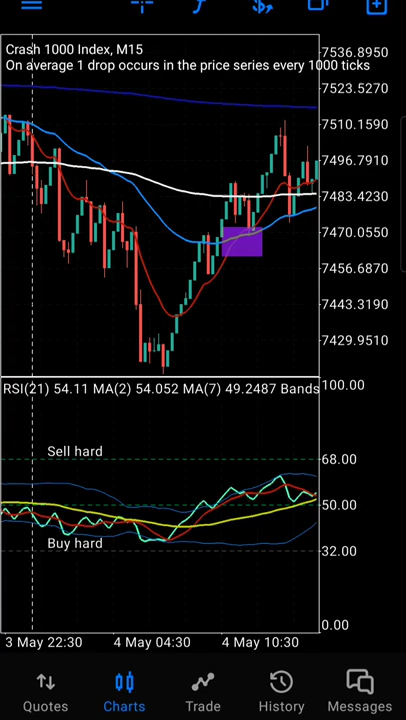 Crash 1000 Index, M15
On average 1 drop occurs in the price series every 1000 ticks
7536.8950
7523.5270
7510.1590
7496.7910
7483.4230
7470.0550
7456.6870
7443.3190
7429.9510
RSI(21) 54.11 MA(2) 54.052 MA(7) 49.2487 Bands
100.00
Sell hard
68.00
50.00
Buy hard
32.00
0.00
3 May 22:30
4 May 04:30
4 May 10:30
Quotes
Charts
Trade
History
Messages